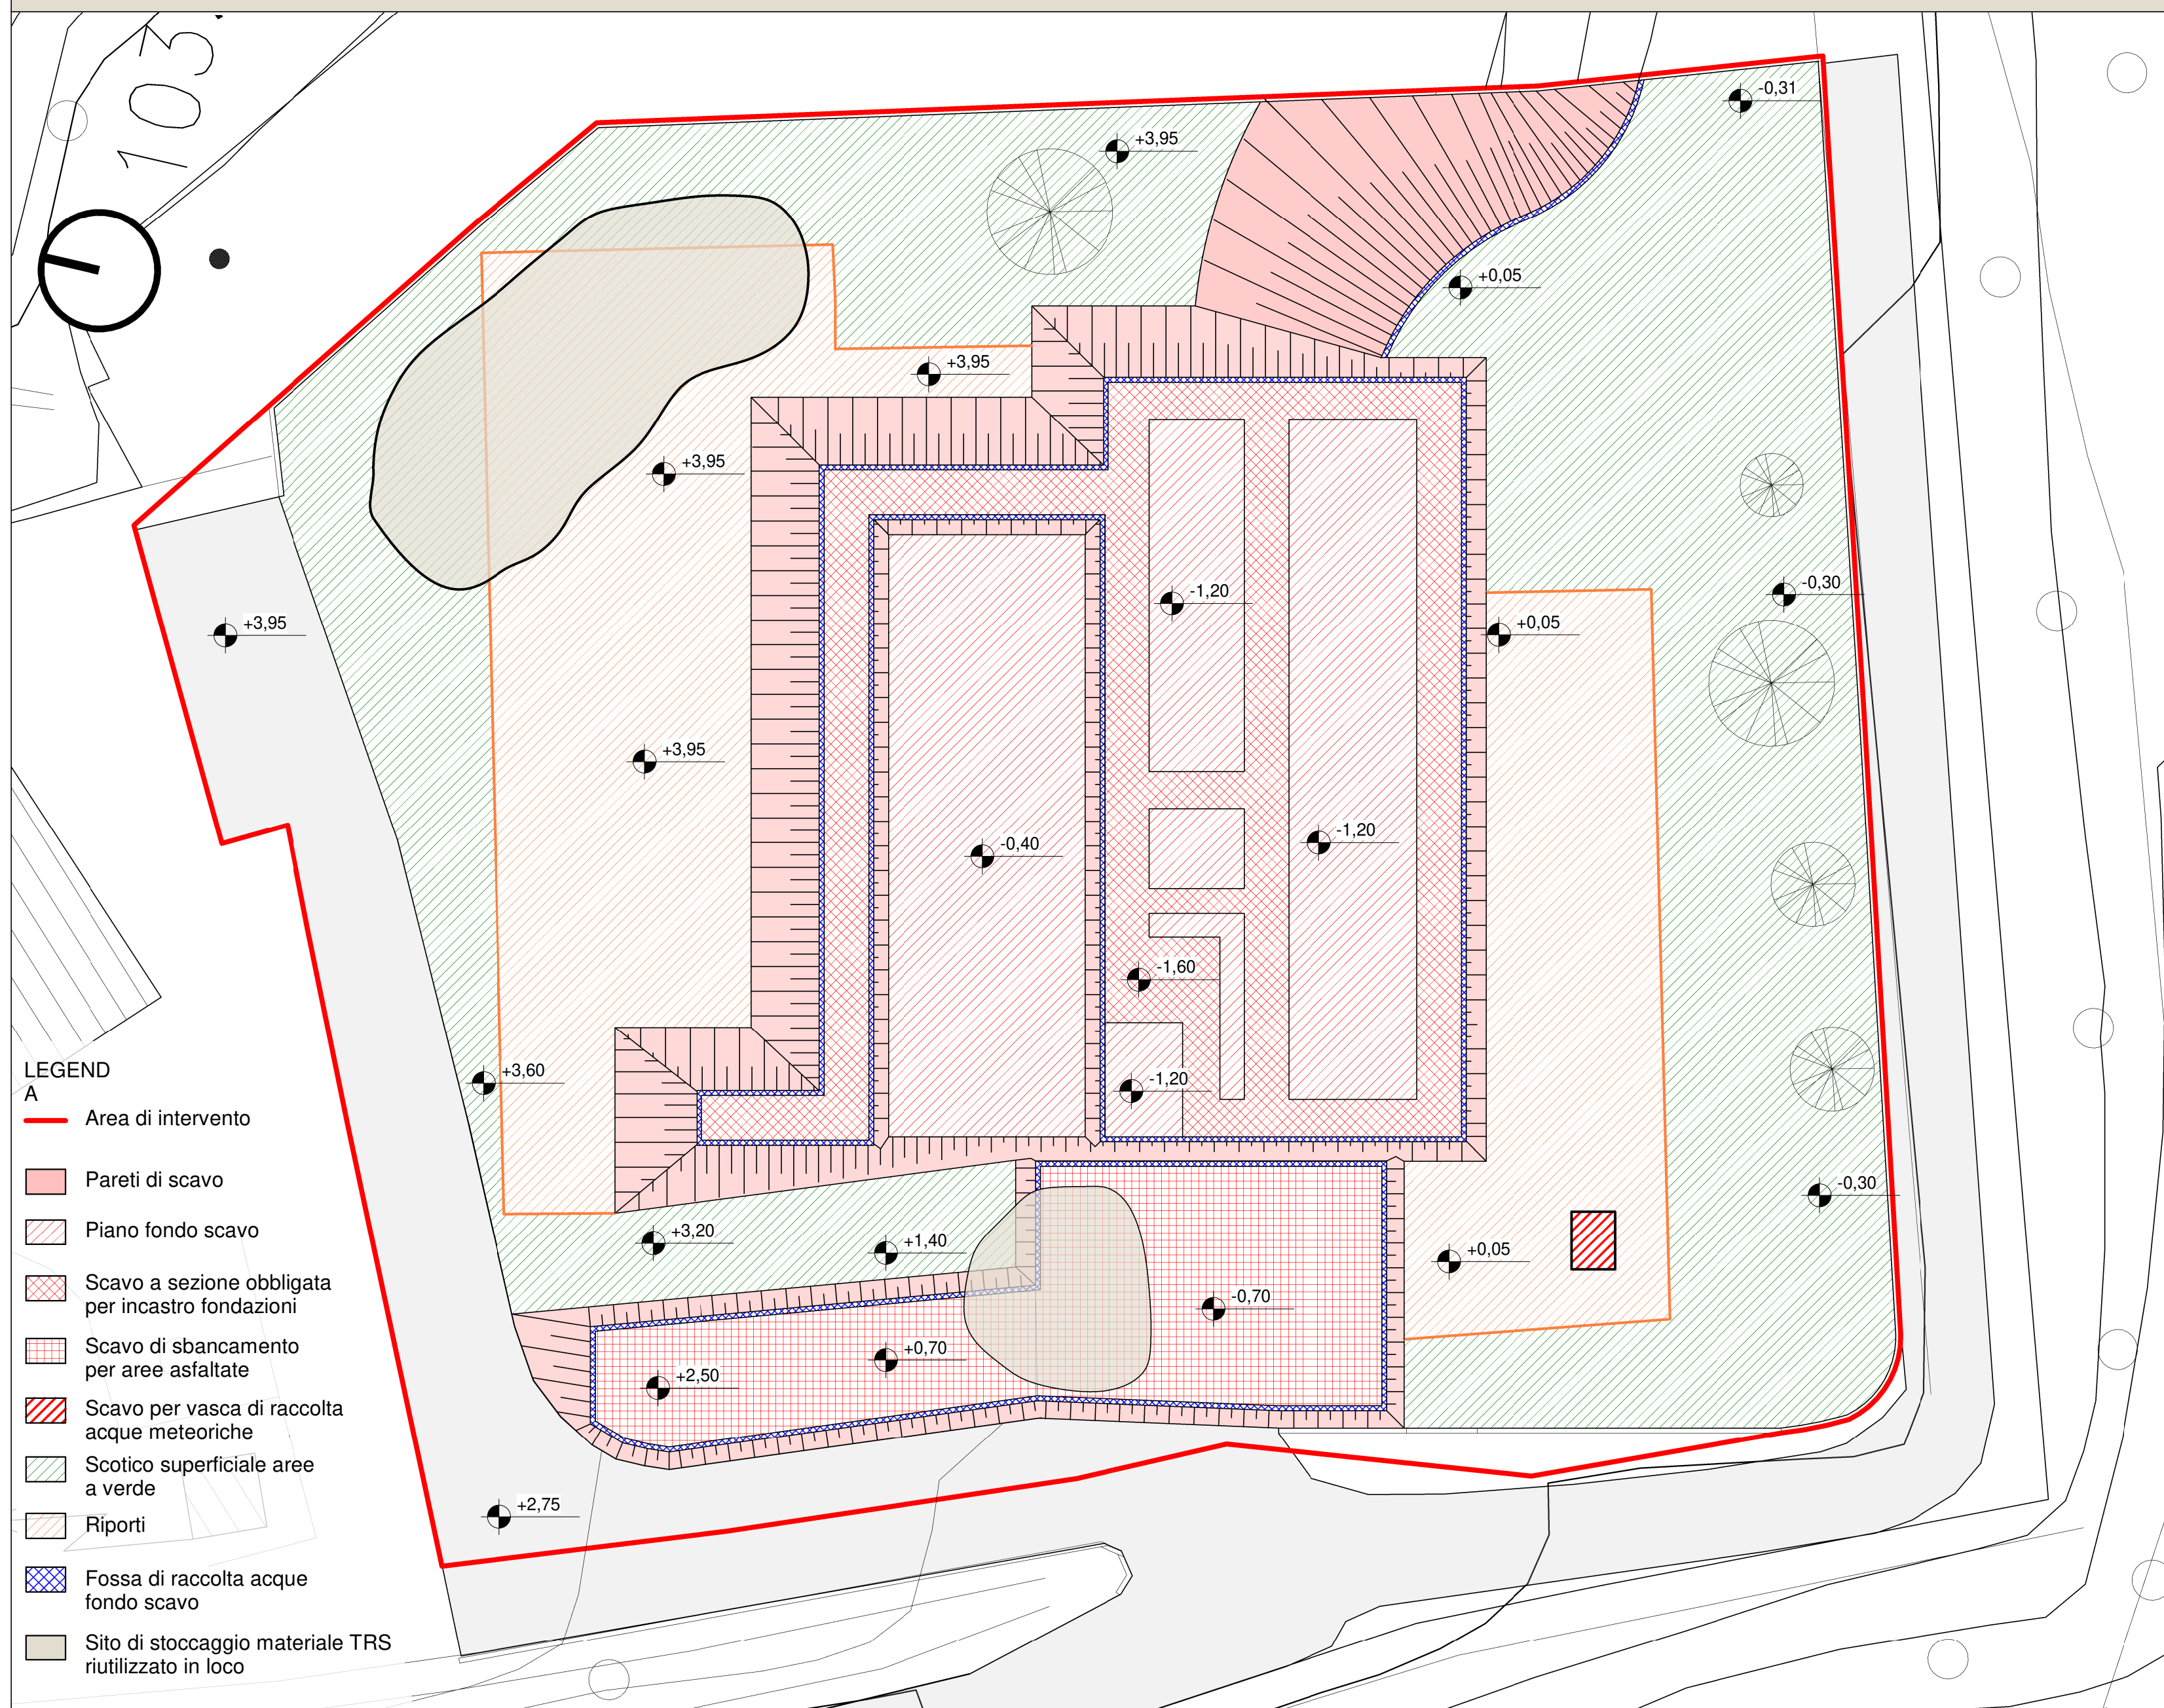 103
-0,31
+3,95
+0,05
+3,95
+3,95
-0,30
-1,20
+3,95
+0,05
+3,95
-1,20
-0,40
-1,60
+3,60
-1,20
-0,30
+3,20
+1,40
+0,05
-0,70
+0,70
+2,50
+2,75
LEGEND
A
Area di intervento
Pareti di scavo
Piano fondo scavo
Scavo a sezione obbligata
per incastro fondazioni
Scavo di sbancamento
per aree asfaltate
Scavo per vasca di raccolta
acque meteoriche
Scotico superficiale aree
a verde
Riporti
Fossa di raccolta acque
fondo scavo
Sito di stoccaggio materiale TRS
riutilizzato in loco